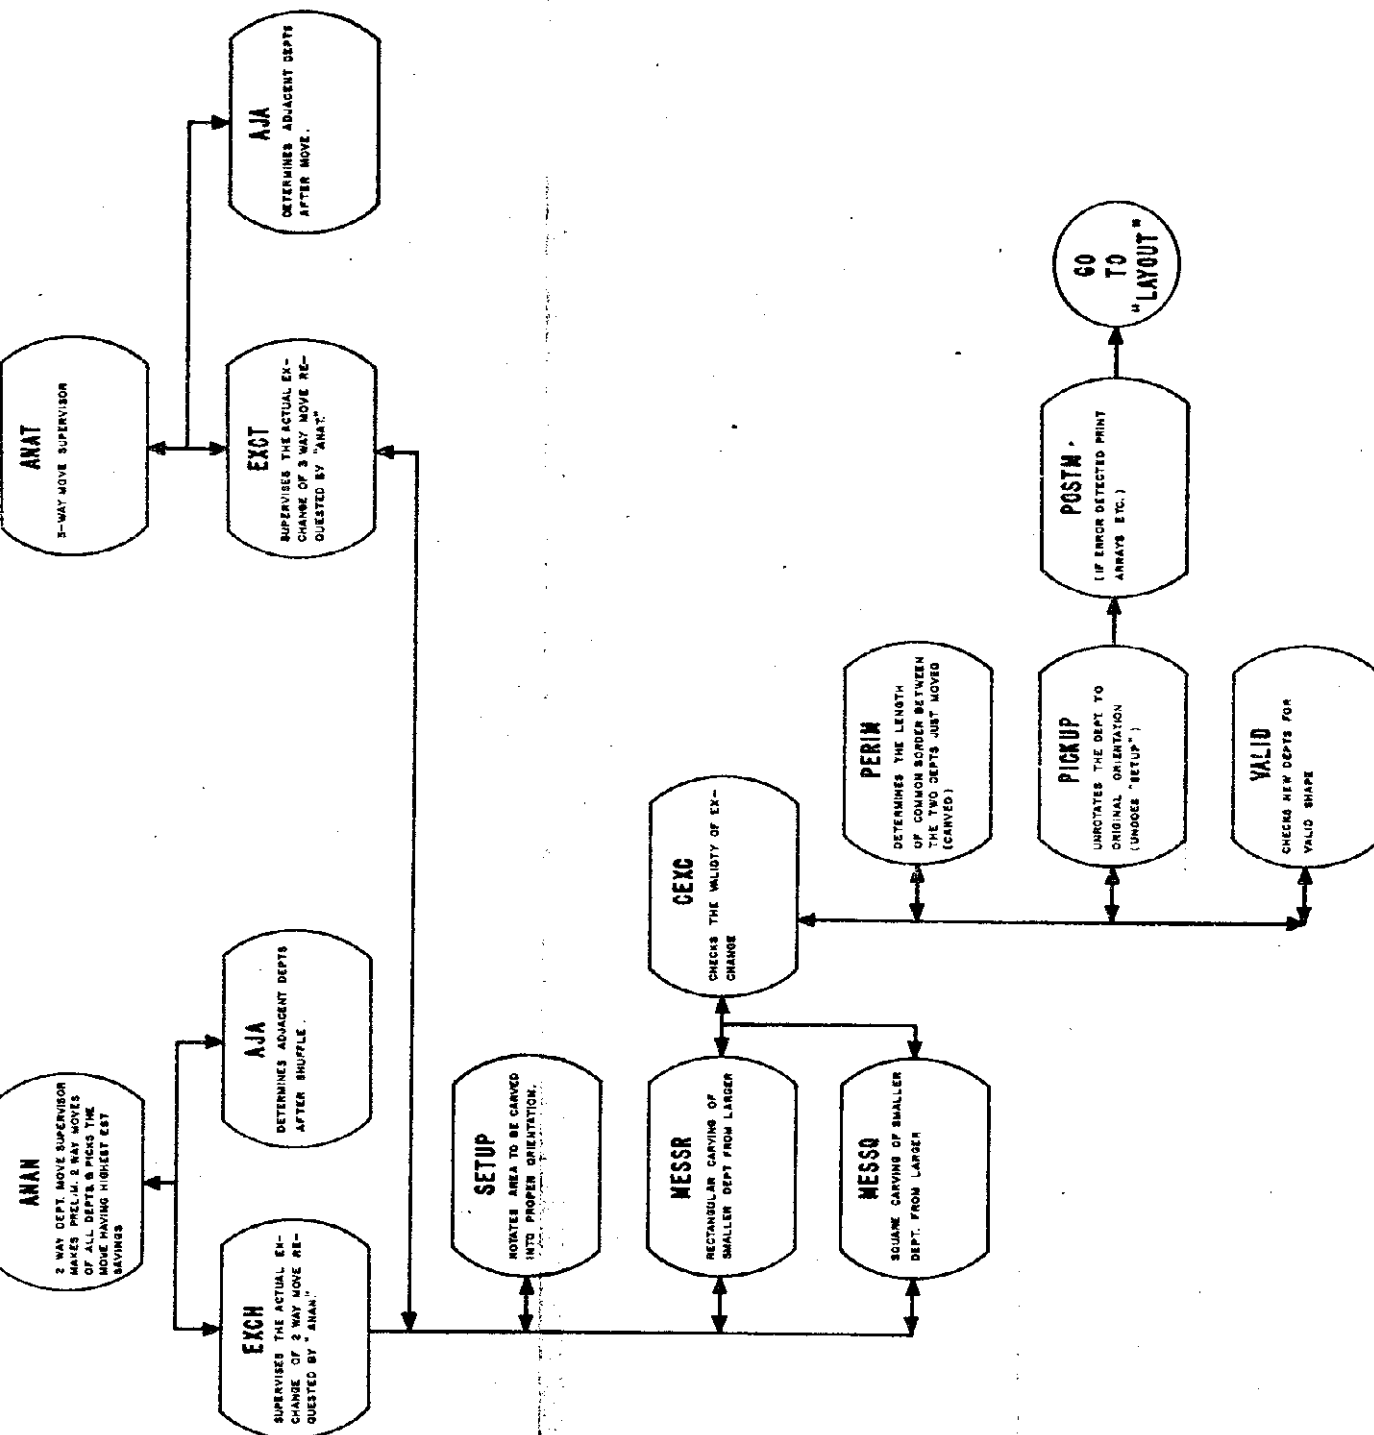 ANAN
2 WAY DEPT. MOVE SUPERVISOR
MAKES PRELIM. 2 WAY MOVES
OF ALL DEPTS & PICKS THE
MOVE HAVING HIGHEST EST
SAVINGS
ANAT
3-WAY MOVE SUPERVISOR
EXCH
SUPERVISES THE ACTUAL EX-
CHANGE OF 2 WAY MOVE RE-
QUESTED BY "ANAN."
AJA
DETERMINES ADJACENT DEPTS
AFTER SHUFFLE.
EXCT
SUPERVISES THE ACTUAL EX-
CHANGE OF 3 WAY MOVE RE-
QUESTED BY "ANAT."
AJA
DETERMINES ADJACENT DEPTS
AFTER MOVE.
SETUP
ROTATES AREA TO BE CARVED
INTO PROPER ORIENTATION.
MESSR
RECTANGULAR CARVING OF
SMALLER DEPT FROM LARGER
CEXC
CHECKS THE VALIDTY OF EX-
CHANGE
MESSQ
SQUARE CARVING OF SMALLER
DEPT. FROM LARGER
PERIM
DETERMINES THE LENGTH
OF COMMON BORDER BETWEEN
THE TWO DEPTS JUST MOVED
(CARVED)
PICKUP
UNROTATES THE DEPT TO
ORIGINAL ORIENTATION
(UNDOES "SETUP")
POSTM.
(IF ERROR DETECTED PRINT
ARRAYS ETC.)
GO
TO
"LAYOUT"
VALID
CHECKS NEW DEPTS FOR
VALID SHAPE